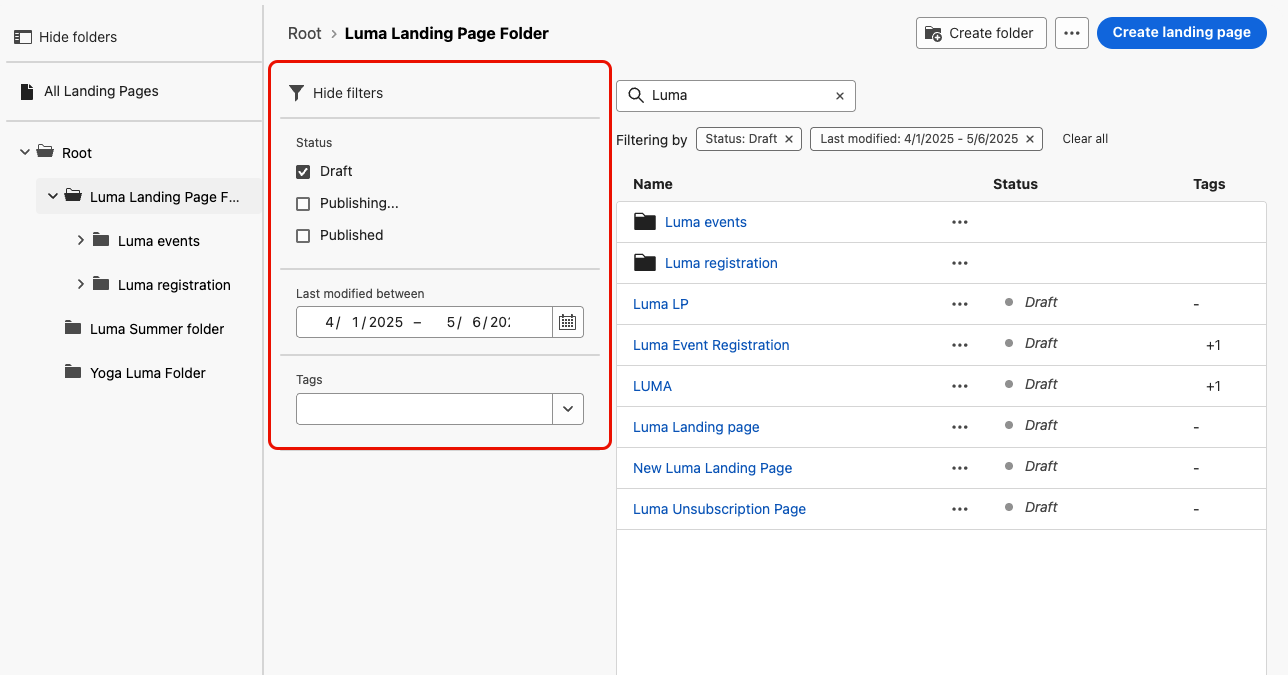 Hide folders
All Landing Pages
Root
Luma Landing Page F...
Luma events
Luma registration
Luma Summer folder
Yoga Luma Folder
Root > Luma Landing Page Folder
Create folder
Create landing page
Hide filters
Status
Draft
Publishing...
Published
Last modified between
4/ 1/2025 – 5/ 6/202
Tags
Luma
Filtering by Status: Draft Last modified: 4/1/2025 - 5/6/2025 Clear all
Name Status Tags
Luma events
Luma registration
Luma LP Draft -
Luma Event Registration Draft +1
LUMA Draft +1
Luma Landing page Draft -
New Luma Landing Page Draft -
Luma Unsubscription Page Draft -